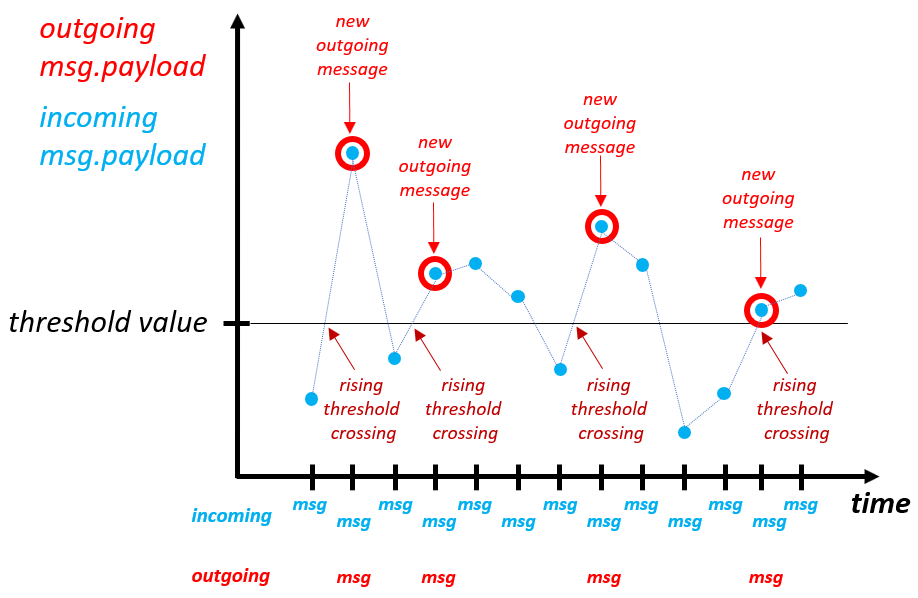 outgoing
msg.payload
incoming
msg.payload
new
outgoing
message
new
outgoing
message
new
outgoing
message
new
outgoing
message
threshold value
rising
threshold
crossing
rising
threshold
crossing
rising
threshold
crossing
rising
threshold
crossing
time
incoming
msg
msg
msg
msg
msg
msg
msg
msg
msg
msg
msg
msg
msg
outgoing
msg
msg
msg
msg